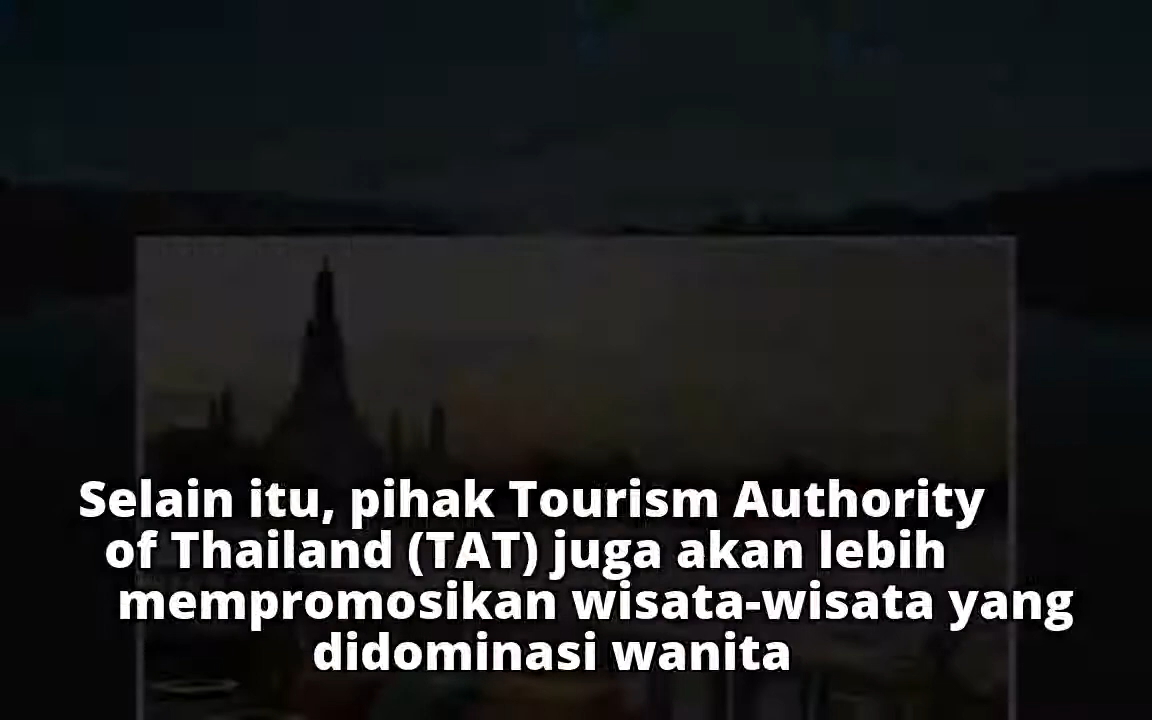 Selain itu, pihak Tourism Authority
of Thailand (TAT) juga akan lebih
mempromosikan wisata-wisata yang
didominasi wanita